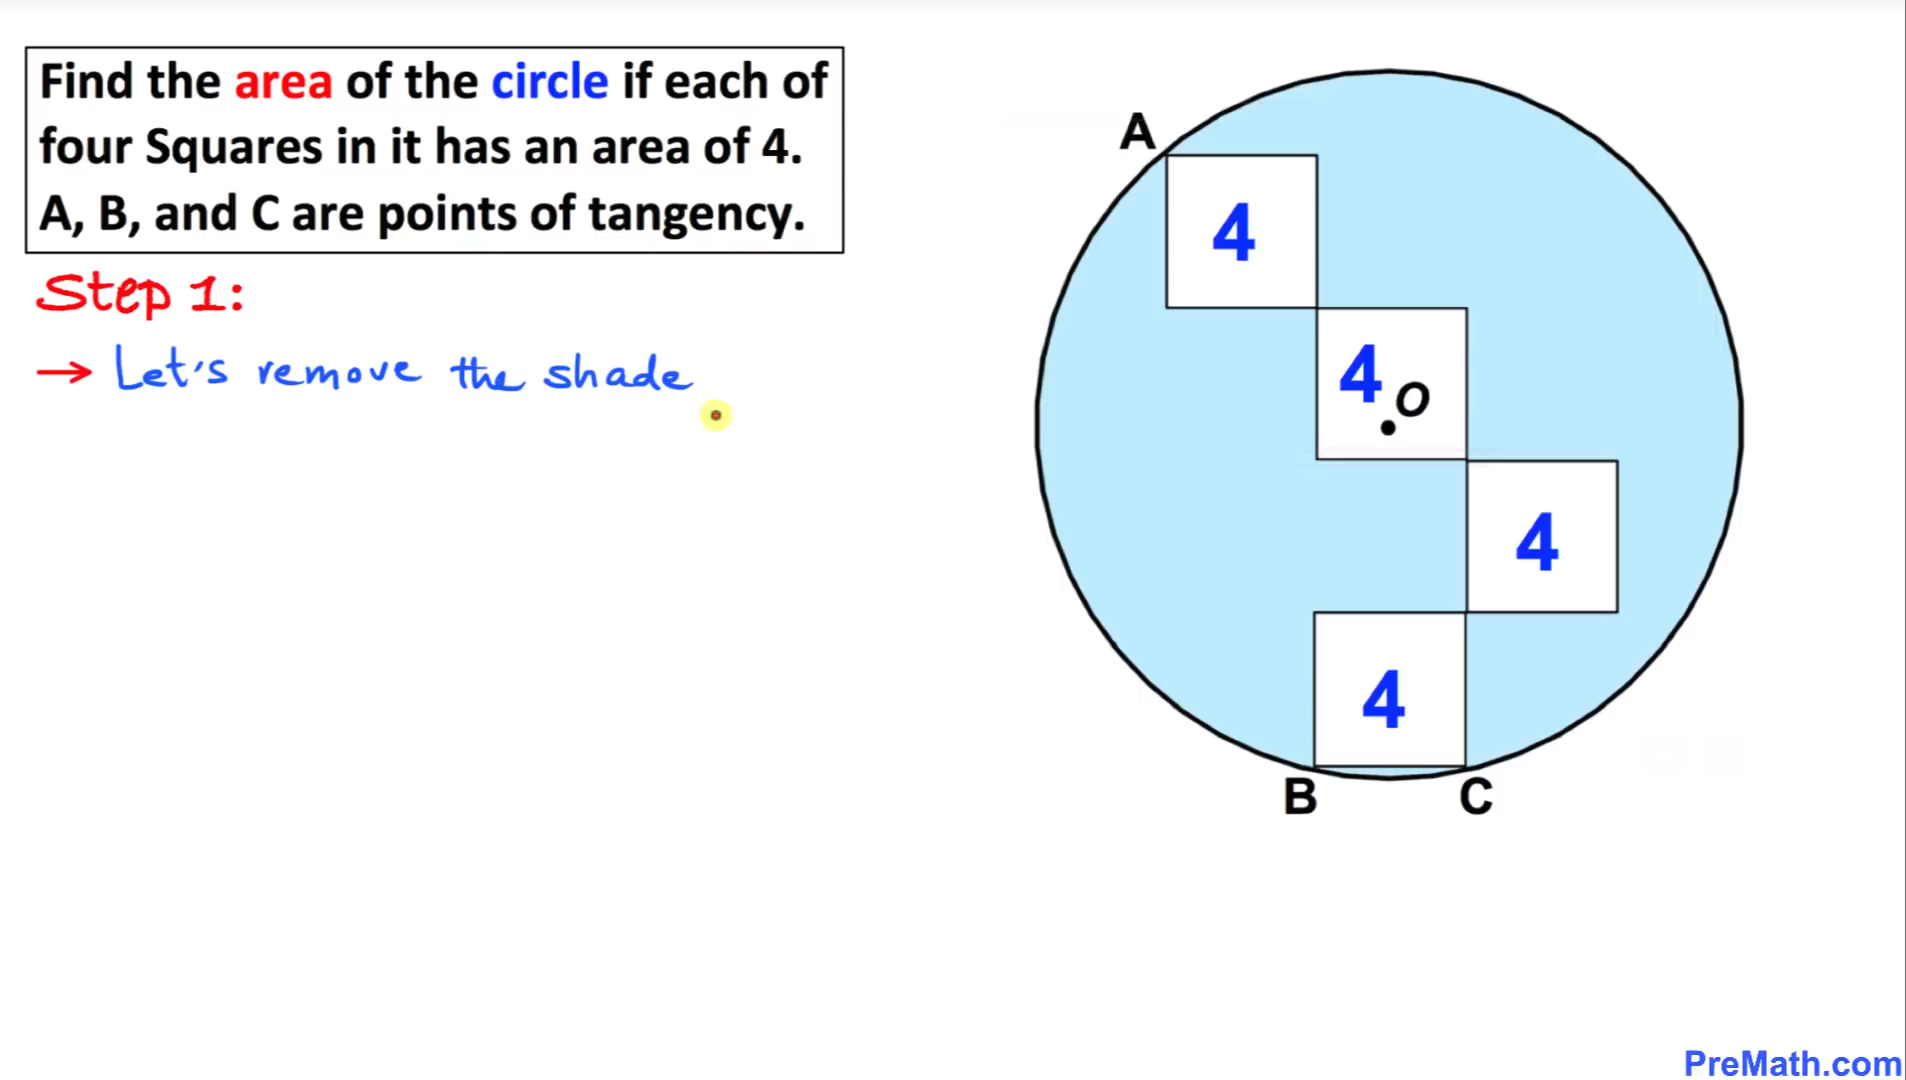 Find the area of the circle if each of
four Squares in it has an area of 4.
A, B, and C are points of tangency.
Step 1:
→ Let's remove the shade
A
4
4 O
4
4
B C
PreMath.com